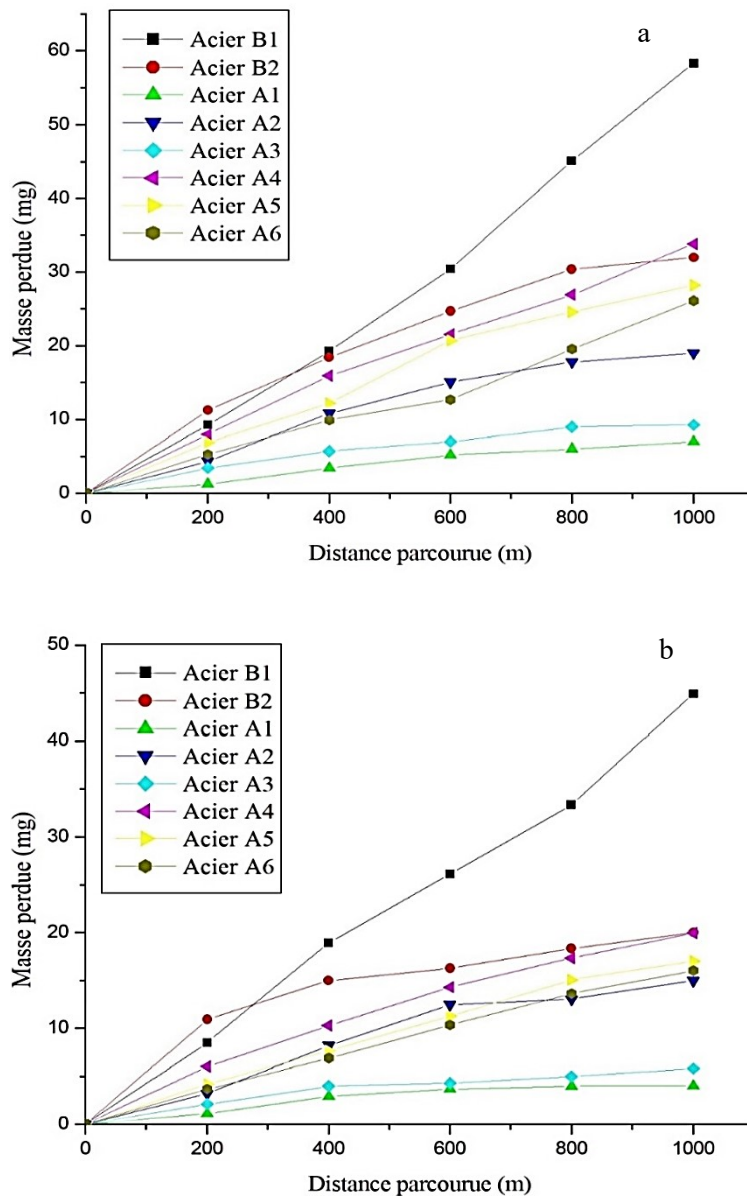 a
Acier B1
Acier B2
Acier A1
Acier A2
Acier A3
Acier A4
Acier A5
Acier A6
Masse perdue (mg)
60
50
40
30
20
10
0
0 200 400 600 800 1000
Distance parcourue (m)
b
Acier B1
Acier B2
Acier A1
Acier A2
Acier A3
Acier A4
Acier A5
Acier A6
Masse perdue (mg)
50
40
30
20
10
0
0 200 400 600 800 1000
Distance parcourue (m)